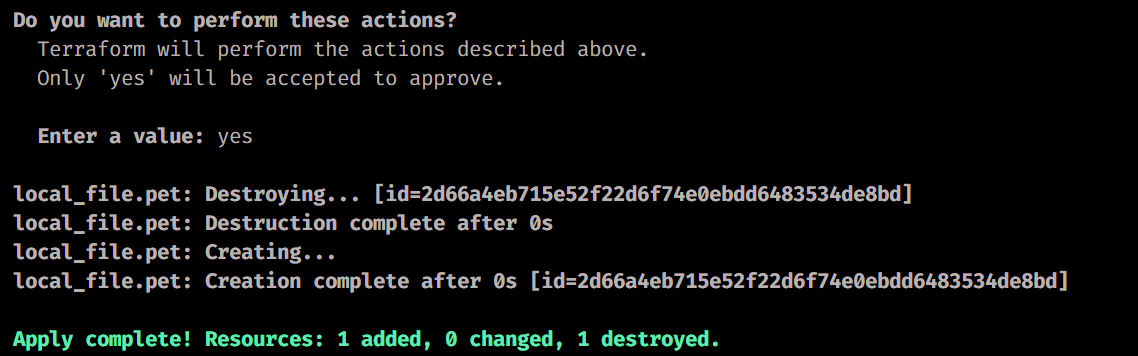 Do you want to perform these actions?
Terraform will perform the actions described above.
Only 'yes' will be accepted to approve.
Enter a value: yes
local_file.pet: Destroying... [id=2d66a4eb715e52f22d6f74e0ebdd6483534de8bd]
local_file.pet: Destruction complete after 0s
local_file.pet: Creating...
local_file.pet: Creation complete after 0s [id=2d66a4eb715e52f22d6f74e0ebdd6483534de8bd]
Apply complete! Resources: 1 added, 0 changed, 1 destroyed.